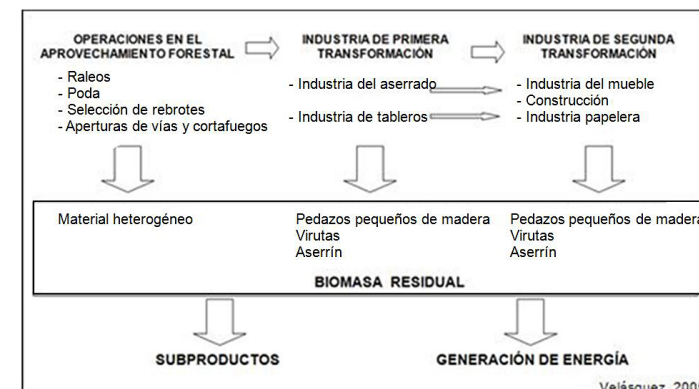 OPERACIONES EN EL
APROVECHAMIENTO FORESTAL
- Raleos
- Poda
- Selección de rebrotes
- Aperturas de vías y cortafuegos
INDUSTRIA DE PRIMERA
TRANSFORMACIÓN
- Industria del aserrado
- Industria de tableros
INDUSTRIA DE SEGUNDA
TRANSFORMACIÓN
- Industria del mueble
- Construcción
- Industria papelera
Material heterogéneo
Pedazos pequeños de madera
Virutas
Aserrín
Pedazos pequeños de madera
Virutas
Aserrín
BIOMASA RESIDUAL
SUBPRODUCTOS
GENERACIÓN DE ENERGÍA
Velásquez,